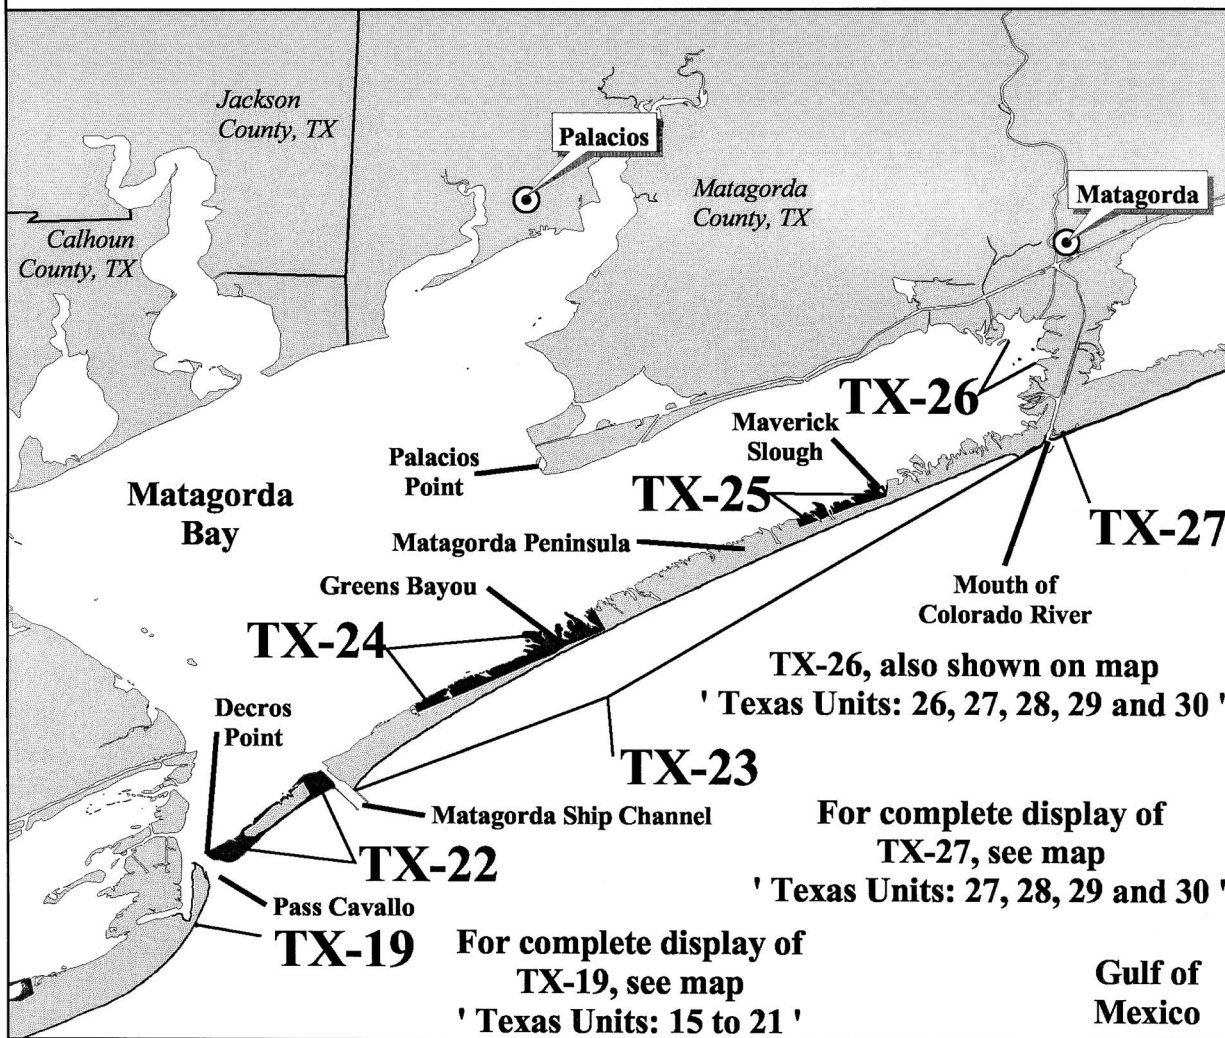 Jackson
County, TX
Palacios
Matagorda
County, TX
Matagorda
Calhoun
County, TX
TX-26
Maverick
Slough
Palacios
Point
TX-25
Matagorda
Bay
TX-27
Matagorda Peninsula
Greens Bayou
Mouth of
Colorado River
TX-24
TX-26, also shown on map
' Texas Units: 26, 27, 28, 29 and 30 '
Decros
Point
TX-23
Matagorda Ship Channel
For complete display of
TX-27, see map
' Texas Units: 27, 28, 29 and 30 '
TX-22
Pass Cavallo
TX-19
For complete display of
TX-19, see map
' Texas Units: 15 to 21 '
Gulf of
Mexico